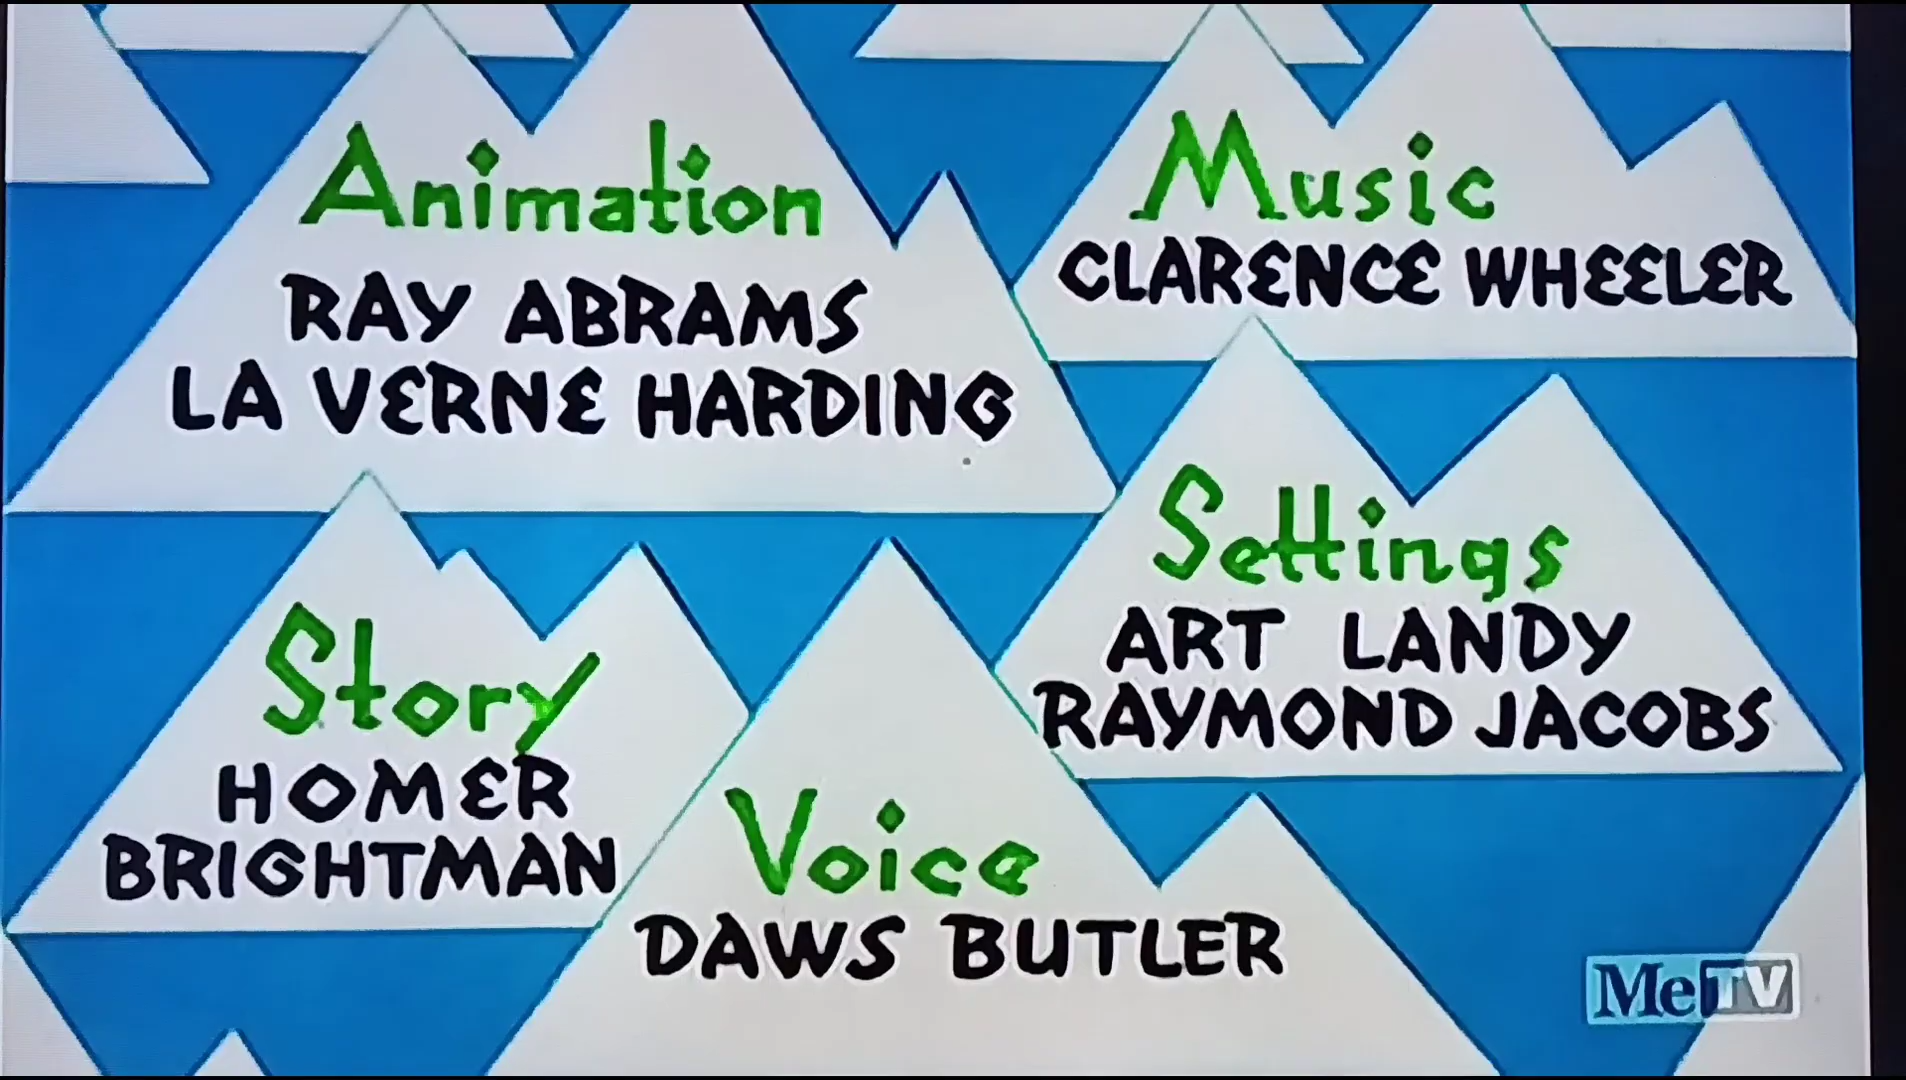 Animation
RAY ABRAMS
LA VERNE HARDING
Music
CLARENCE WHEELER
Settings
ART LANDY
RAYMOND JACOBS
Story
HOMER
BRIGHTMAN
Voice
DAWS BUTLER
MeTV